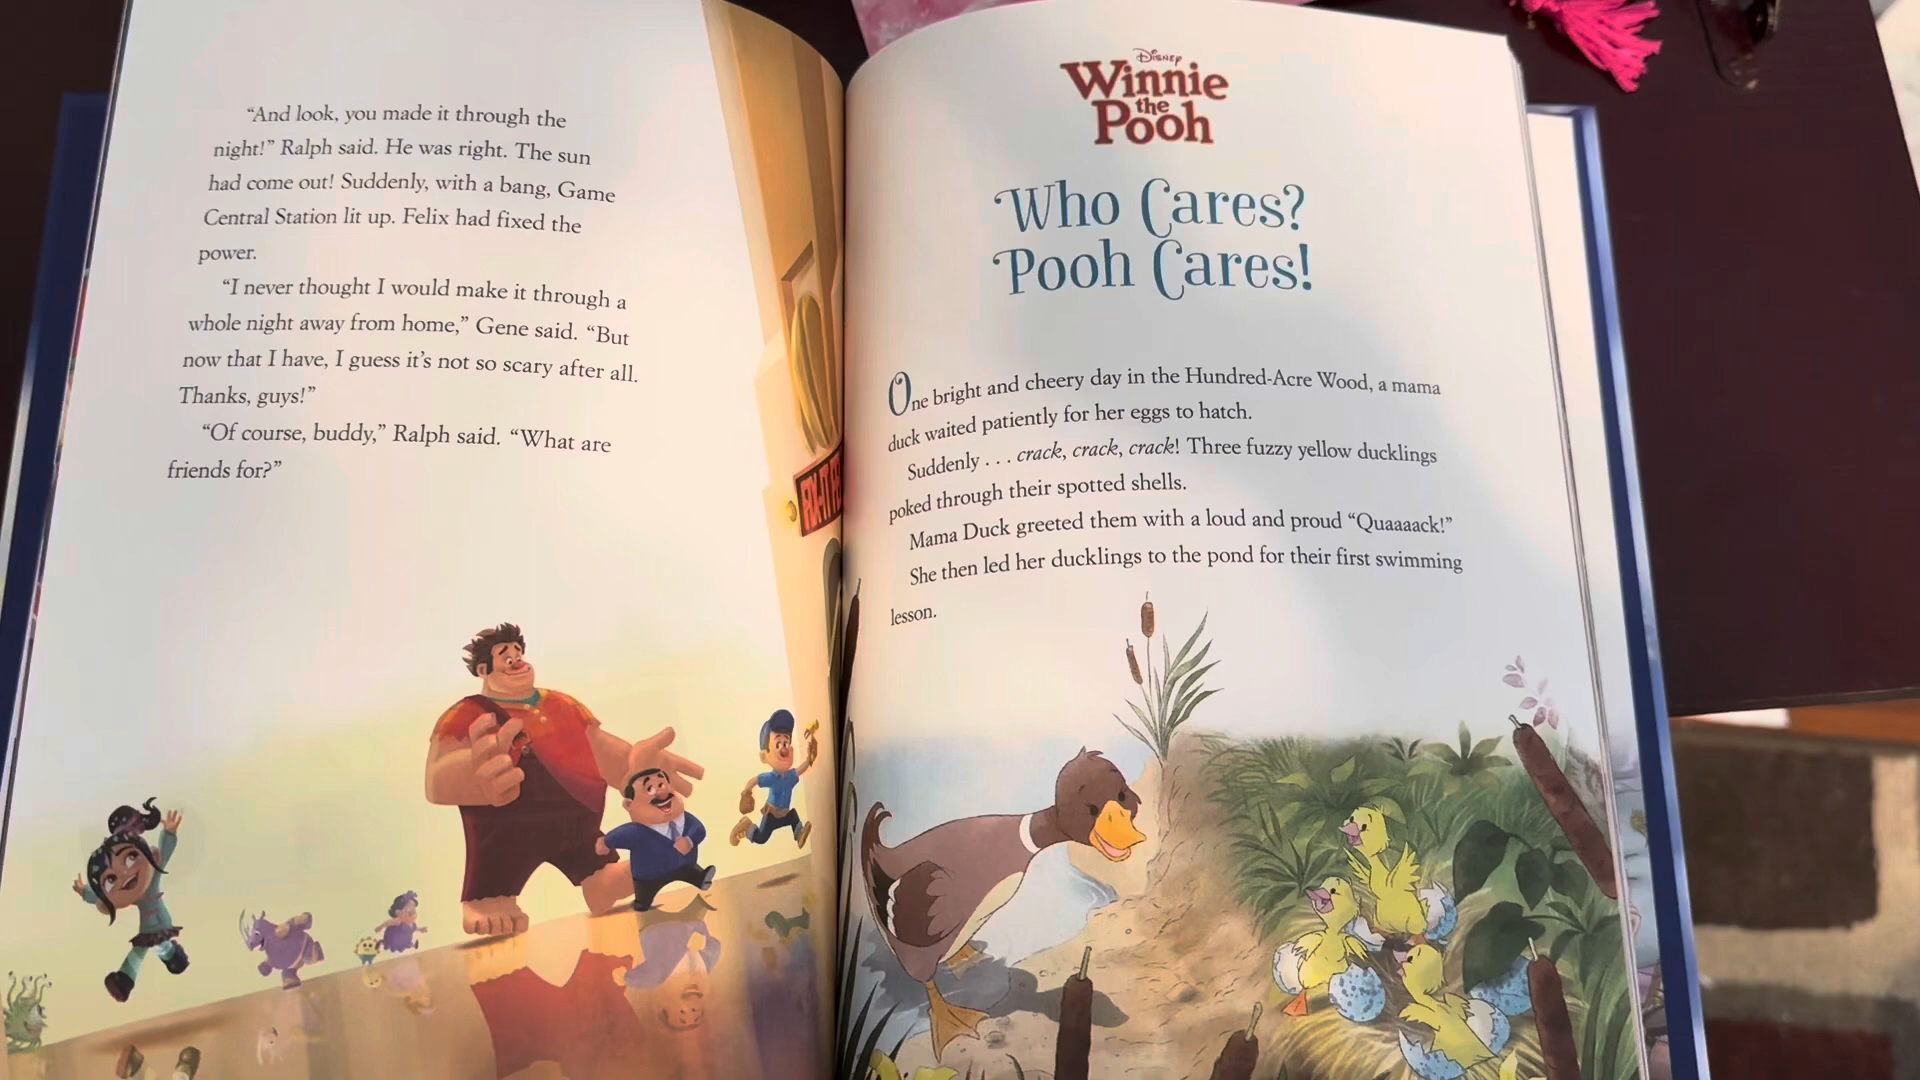 “And look, you made it through the
night!” Ralph said. He was right. The sun
had come out! Suddenly, with a bang, Game
Central Station lit up. Felix had fixed the
power.
“I never thought I would make it through a
whole night away from home,” Gene said. “But
now that I have, I guess it’s not so scary after all.
Thanks, guys!”
“Of course, buddy,” Ralph said. “What are
friends for?”
FIX-IT
Disney
Winnie
the
Pooh
Who Cares?
Pooh Cares!
One bright and cheery day in the Hundred-Acre Wood, a mama
duck waited patiently for her eggs to hatch.
Suddenly . . . crack, crack, crack! Three fuzzy yellow ducklings
poked through their spotted shells.
Mama Duck greeted them with a loud and proud “Quaaaack!”
She then led her ducklings to the pond for their first swimming
lesson.